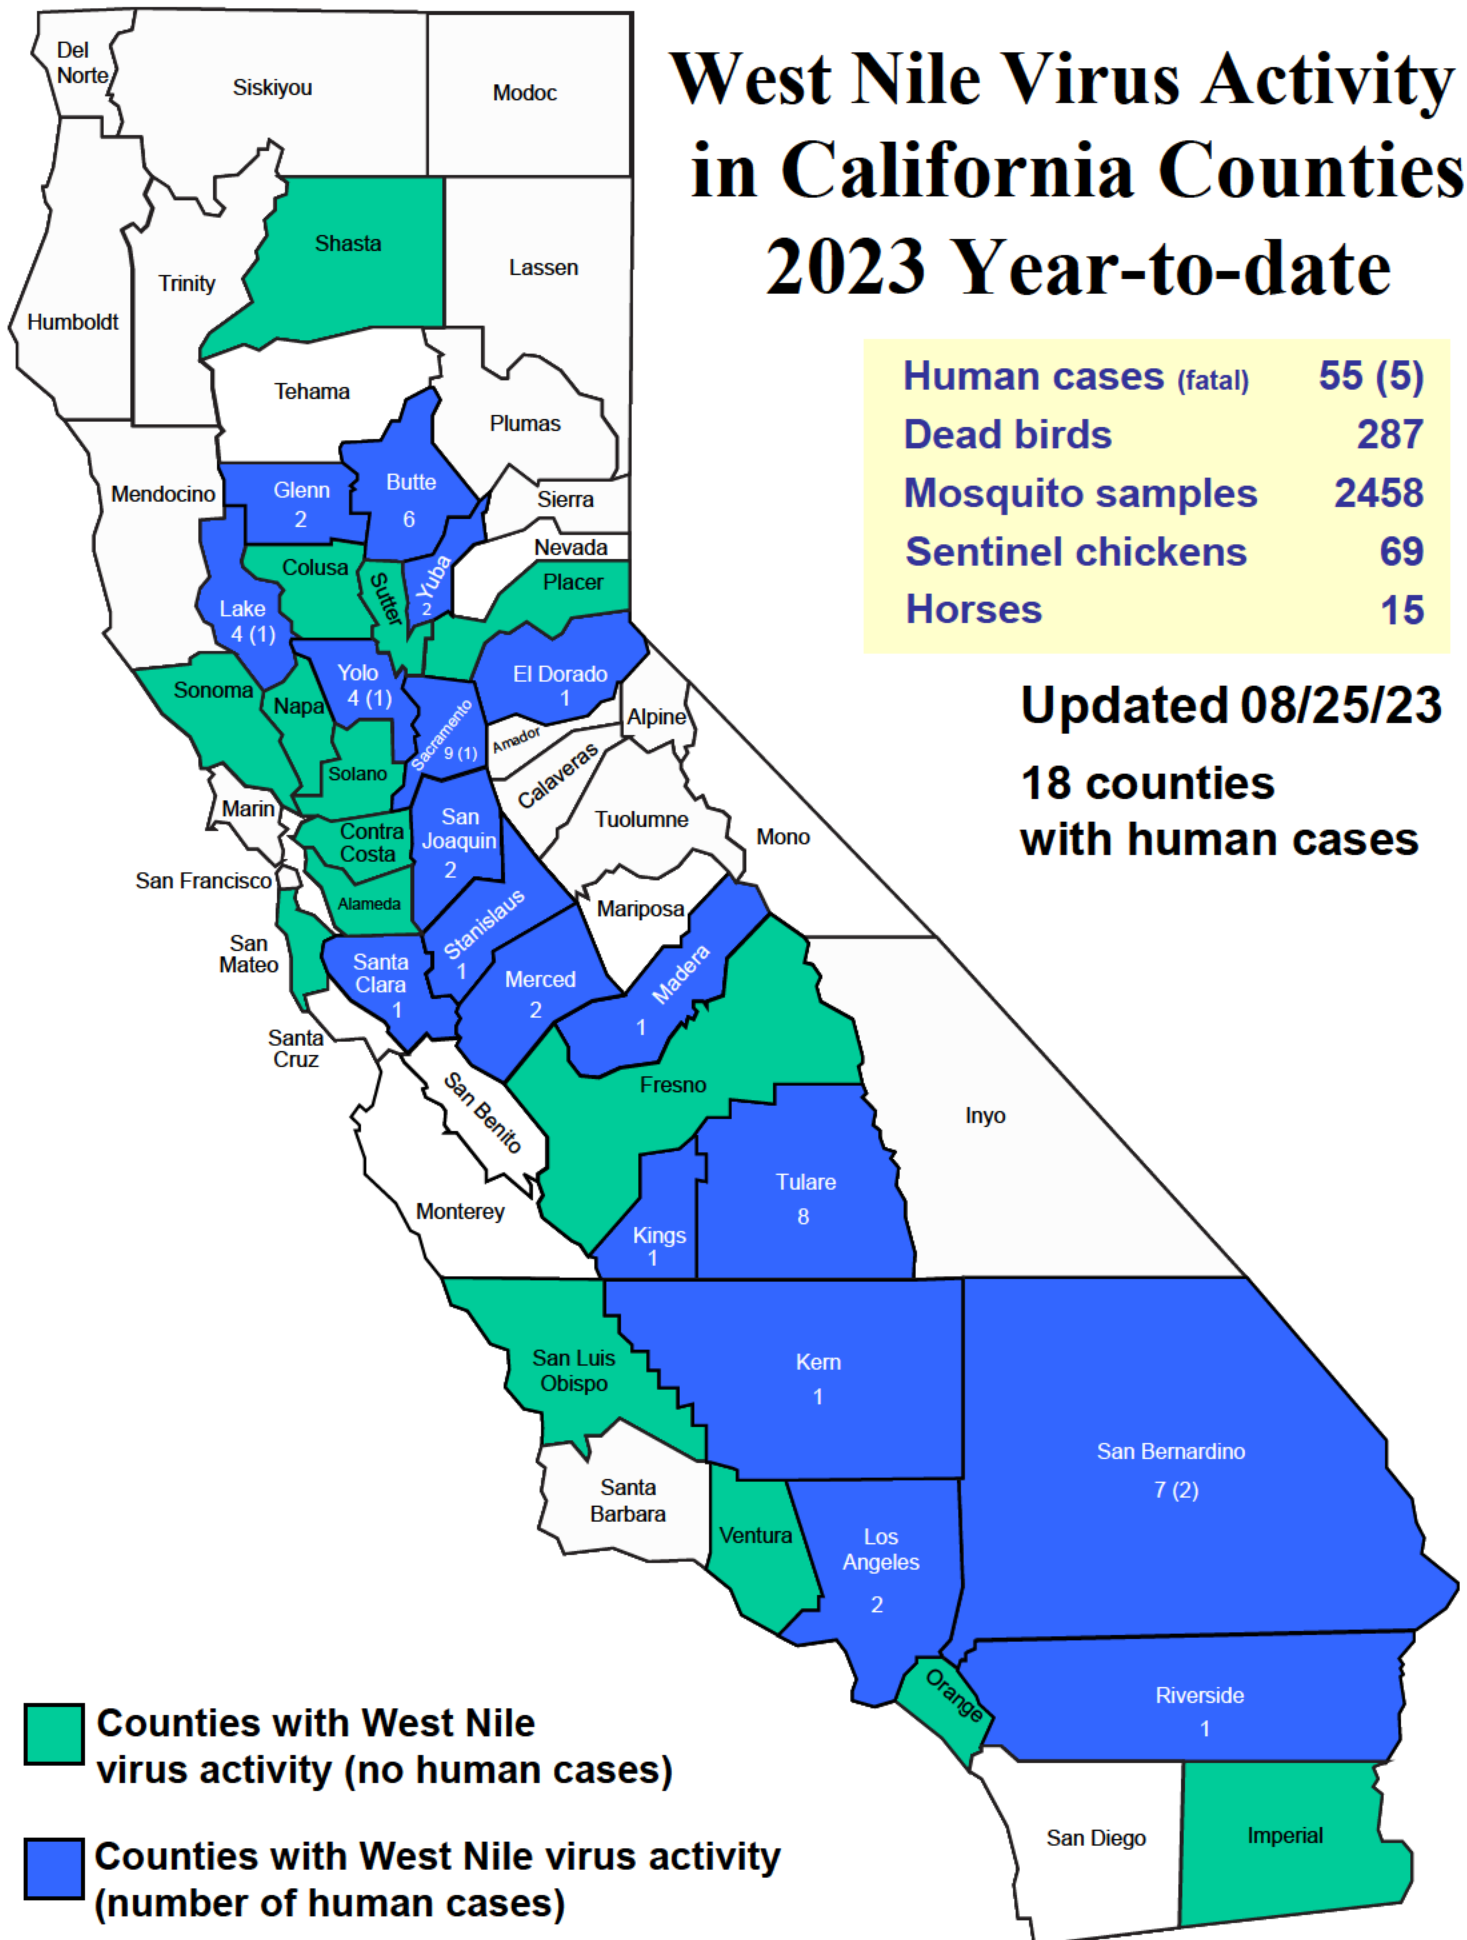 West Nile Virus Activity
in California Counties
2023 Year-to-date
Human cases (fatal) 55 (5)
Dead birds 287
Mosquito samples 2458
Sentinel chickens 69
Horses 15
Updated 08/25/23
18 counties
with human cases
Del
Norte
Siskiyou
Modoc
Shasta
Lassen
Trinity
Humboldt
Tehama
Plumas
Mendocino
Glenn
2
Butte
6
Sierra
Nevada
Colusa
Sutter
Yuba
2
Placer
Lake
4 (1)
El Dorado
1
Sonoma
Napa
Yolo
4 (1)
Sacramento
9 (1)
Alpine
Amador
Calaveras
Solano
Marin
Contra
Costa
San
Joaquin
2
Tuolumne
Mono
San Francisco
Alameda
Mariposa
Stanislaus
1
San
Mateo
Santa
Clara
1
Merced
2
Madera
1
Santa
Cruz
San Benito
Fresno
Inyo
Monterey
Tulare
8
Kings
1
San Luis
Obispo
Kern
1
San Bernardino
7 (2)
Santa
Barbara
Ventura
Los
Angeles
2
Orange
Riverside
1
San Diego
Imperial
Counties with West Nile
virus activity (no human cases)
Counties with West Nile virus activity
(number of human cases)